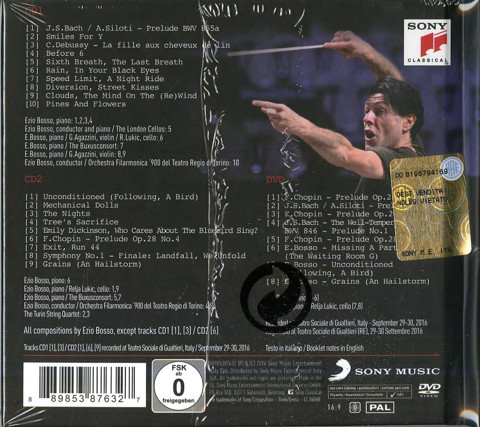 CD1
[1] J.S.Bach / A.Siloti - Prelude BWV 855a
[2] Smiles For Y
[3] C.Debussy - La fille aux cheveux de lin
[4] Before 6
[5] Sixth Breath, The Last Breath
[6] Rain, In Your Black Eyes
[7] Speed Limit, A Night Ride
[8] Diversion, Street Kisses
[9] Clouds, The Mind On The (Re)Wind
[10] Pines And Flowers
Ezio Bosso, piano: 1,2,3,4
Ezio Bosso, conductor and piano / The London Cellos: 5
E.Bosso, piano / G.Agazzini, violin / R.Lukic, cello: 6
E.Bosso, piano / The Buxusconsort: 7
E.Bosso, piano / G.Agazzini, violin: 8,9
Ezio Bosso, conductor / Orchestra Filarmonica '900 del Teatro Regio di Torino: 10
SONY
CLASSICAL
CD2
[1] Unconditioned (Following, A Bird)
[2] Mechanical Dolls
[3] The Nights
[4] Tree's Sacrifice
[5] Emily Dickinson, Who Cares About The Bluebird Sing?
[6] F.Chopin - Prelude Op.28 No.4
[7] Exit, Run 44
[8] Symphony No.1 - Finale: Landfall, We Unfold
[9] Grains (An Hailstorm)
Ezio Bosso, piano: 6
Ezio Bosso, piano / Relja Lukic, cello: 1,9
Ezio Bosso, piano / The Buxusconsort: 5,7
Ezio Bosso, conductor / Orchestra Filarmonica '900 del Teatro Regio di Torino:
The Turin String Quartet: 2,3
All compositions by Ezio Bosso, except tracks CD1 [1], [3] / CD2 [6]
Tracks CD1 [1], [3] / CD2 [1], [6], [9] recorded at Teatro Sociale di Gualtieri, Italy / September 29-30, 2016
DVD
F.Chopin - Prelude Op.28
[2] J.S.Bach / A.Siloti - Prelude
[3] F.Chopin - Prelude Op.2
[4] J.S.Bach - The Well-Temp
BWV. 846 - Prelude No.1
[5] F.Chopin - Prelude Op.2
[6] E.Bosso - Missing A Part
(The Waiting Room)
Bosso - Unconditioned
(Following, A Bird)
[8] E.Bosso - Grains (An Hailstorm)
Relja Lukic, cello [7,8]
Teatro Sociale di Gualtieri, Italy - September 29-30, 2016
Teatro Sociale di Gualtieri (RE), 29-30 Settembre 2016
Testo in italiano / Booklet notes in English
VENDITA
VIETATO
SONY M.E. IT
8 89853 87632 7
FSK
ab
0
freigegeben
SONY MUSIC
16:9
PAL
DVD
VIDEO